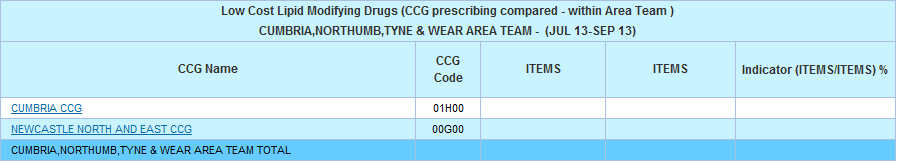 Low Cost Lipid Modifying Drugs (CCG prescribing compared - within Area Team )
CUMBRIA,NORTHUMB,TYNE & WEAR AREA TEAM - (JUL 13-SEP 13)
CCG Name CCG Code ITEMS ITEMS Indicator (ITEMS/ITEMS) %
CUMBRIA CCG 01H00
NEWCASTLE NORTH AND EAST CCG 00G00
CUMBRIA,NORTHUMB,TYNE & WEAR AREA TEAM TOTAL